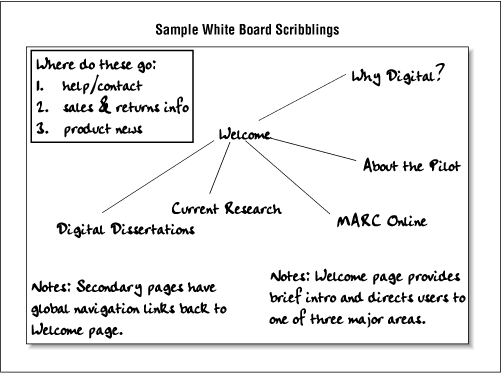 Sample White Board Scribblings
Where do these go:
1. help/contact
2. sales & returns info
3. product news
Why Digital?
Welcome
About the Pilot
Current Research
MARC Online
Digital Dissertations
Notes: Secondary pages have
global navigation links back to
Welcome page.
Notes: Welcome page provides
brief intro and directs users to
one of three major areas.